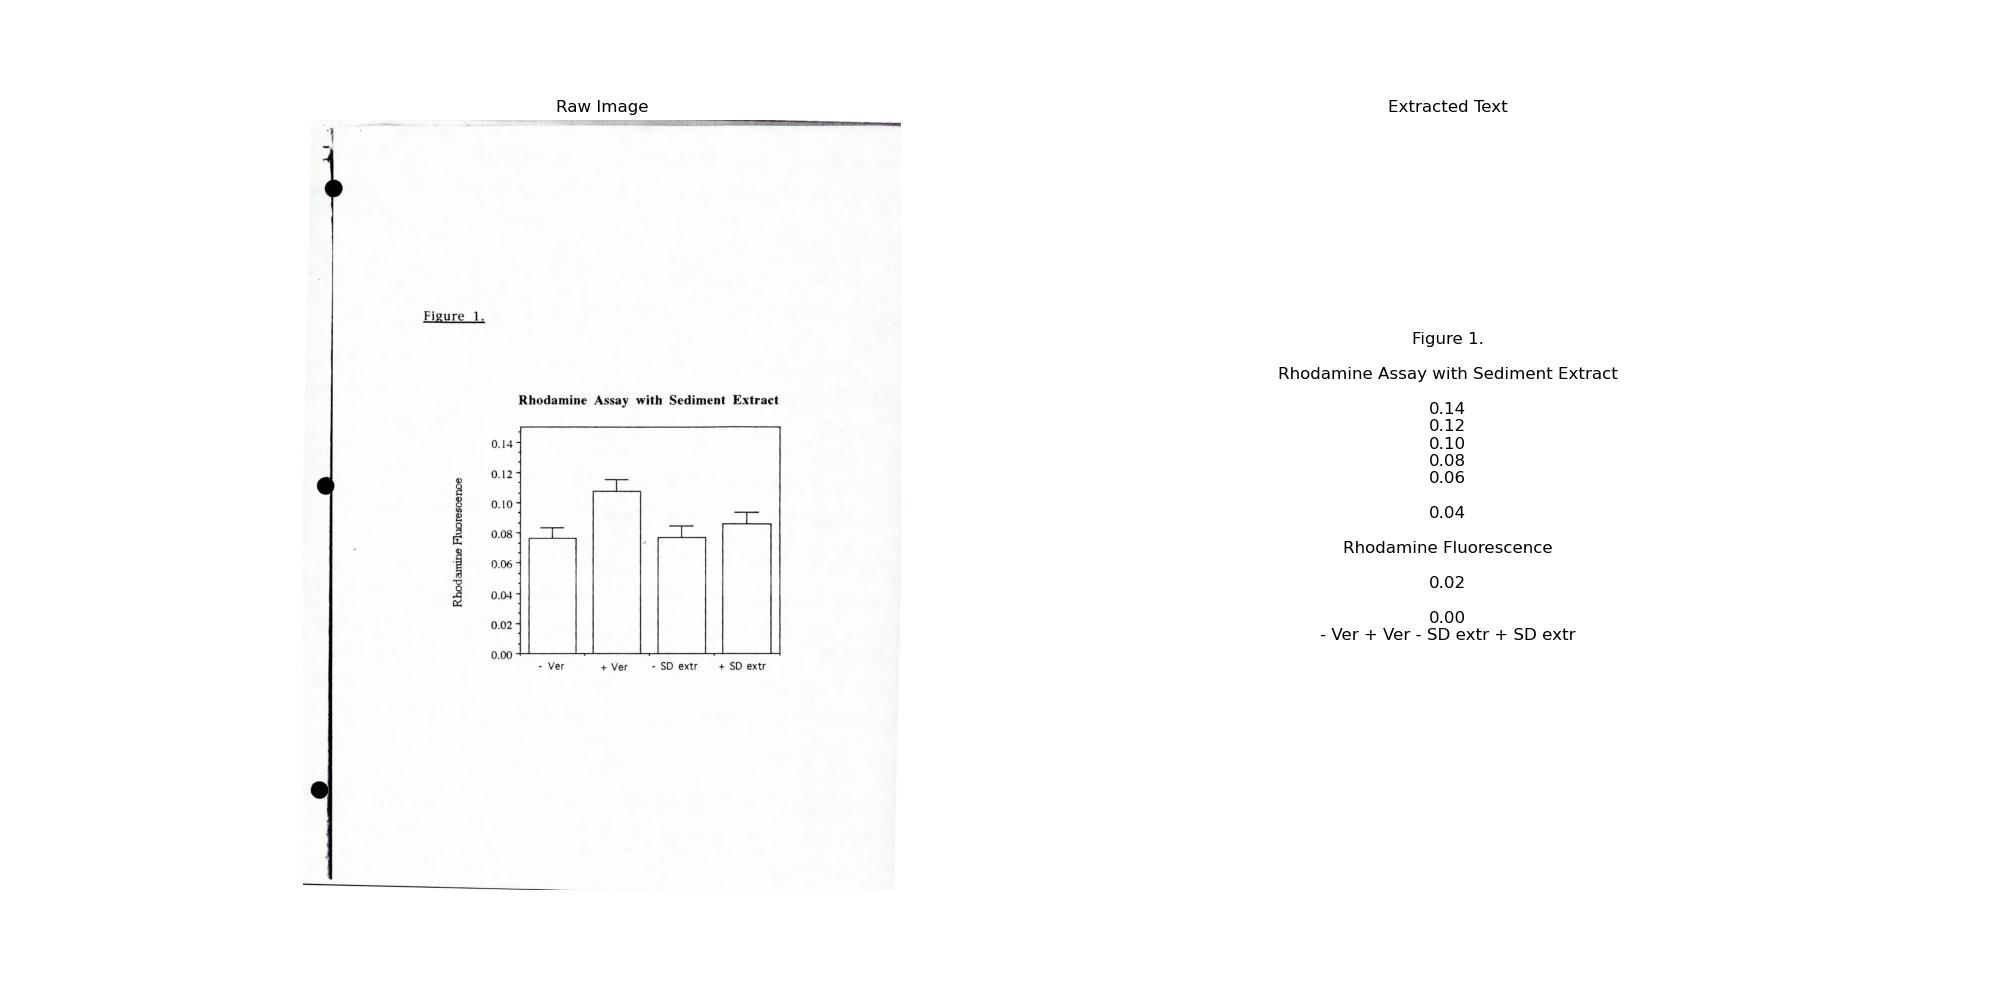 Raw Image
Figure 1.
Rhodamine Assay with Sediment Extract
0.14
0.12
0.10
0.08
0.06
0.04
0.02
0.00
Rhodamine Fluorescence
- Ver + Ver - SD extr + SD extr
Extracted Text
Figure 1.
Rhodamine Assay with Sediment Extract
0.14
0.12
0.10
0.08
0.06
0.04
Rhodamine Fluorescence
0.02
0.00
- Ver + Ver - SD extr + SD extr